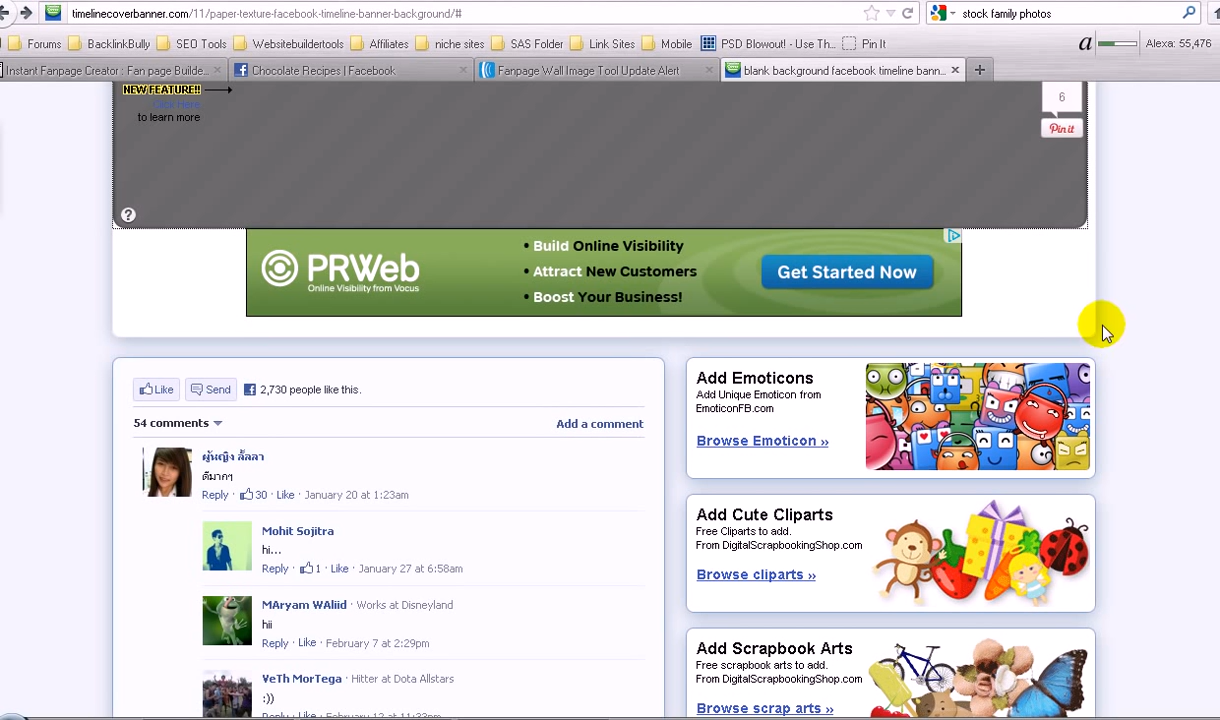 timelinecoverbanner.com/11/paper-texture-facebook-timeline-banner-background/#
stock family photos
Forums
BacklinkBully
SEO Tools
Websitebuildertools
Affiliates
niche sites
SAS Folder
Link Sites
Mobile
PSD Blowout! - Use Th...
Pin It
a
Alexa: 55,476
Instant Fanpage Creator : Fan page Builde...
Chocolate Recipes | Facebook
Fanpage Wall Image Tool Update Alert
blank background facebook timeline bann...
NEW FEATURE!!
Click Here
to learn more
6
Pin it
?
PRWeb
Online Visibility from Vocus
• Build Online Visibility
• Attract New Customers
• Boost Your Business!
Get Started Now
Like
Send
2,730 people like this.
54 comments
Add a comment
ผู้หญิง ลั้ลลา
ดีมากๆ
Reply · 30 · Like · January 20 at 1:23am
Mohit Sojitra
hi...
Reply · 1 · Like · January 27 at 6:58am
MAryam WAliid · Works at Disneyland
hii
Reply · Like · February 7 at 2:29pm
VeTh MorTega · Hitter at Dota Allstars
:))
Reply · Like · February 12 at 11:33pm
Add Emoticons
Add Unique Emoticon from
EmoticonFB.com
Browse Emoticon »
Add Cute Cliparts
Free Cliparts to add.
From DigitalScrapbookingShop.com
Browse cliparts »
Add Scrapbook Arts
Free scrapbook arts to add.
From DigitalScrapbookingShop.com
Browse scrap arts »